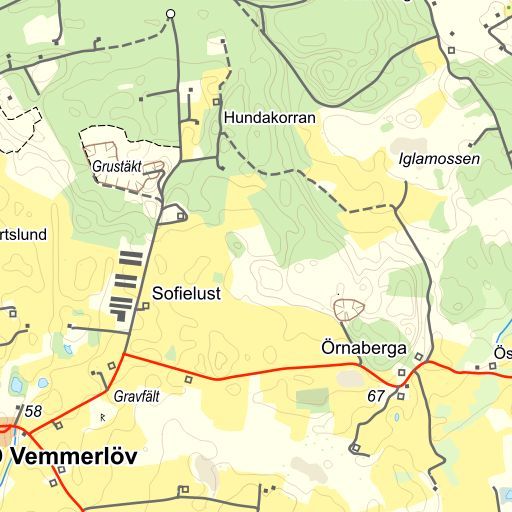 Hundakorran
Iglamossen
Grustäkt
rtslund
Sofielust
Örnaberga
Ös
67
Gravfält
58
Ö Vemmerlöv